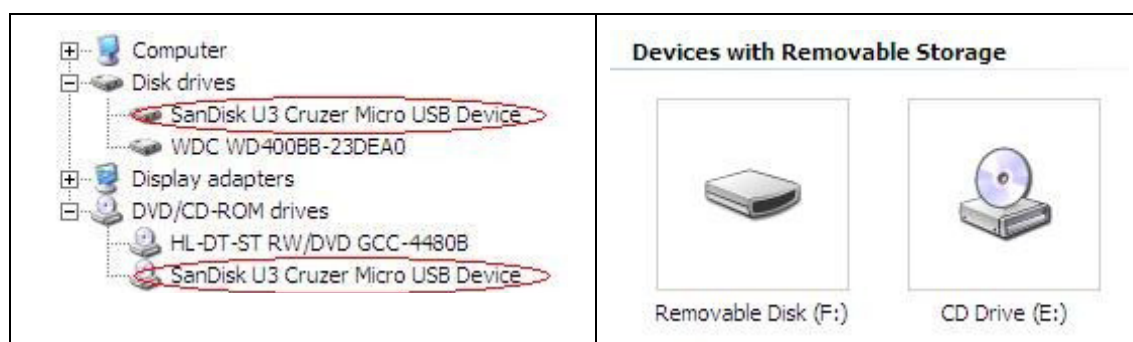 Computer
Disk drives
SanDisk U3 Cruzer Micro USB Device
WDC WD400BB-23DEA0
Display adapters
DVD/CD-ROM drives
HL-DT-ST RW/DVD GCC-4480B
SanDisk U3 Cruzer Micro USB Device
Devices with Removable Storage
Removable Disk (F:)
CD Drive (E:)